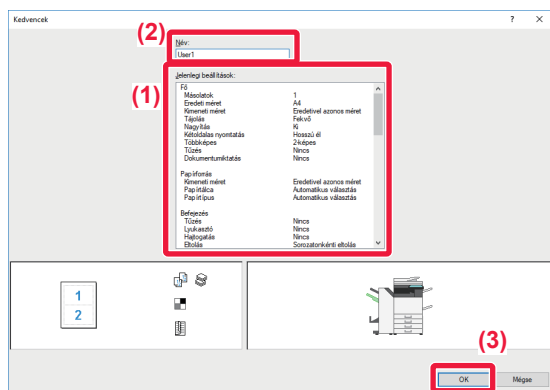 Kedvencek ? ×
(2)
Név:
User1
(1)
Jelenlegi beállítások:
Fő
Másolatok 1
Eredeti méret A4
Kimeneti méret Eredetivel azonos méret
Tájolás Fekvő
Nagyítás Ki
Kétoldalas nyomtatás Hosszú él
Többképes 2-képes
Tűzés Nincs
Dokumentumiktatás Nincs
Papírforrás
Kimeneti méret Eredetivel azonos méret
Papírtálca Automatikus választás
Papírtípus Automatikus választás
Befejezés
Tűzés Nincs
Lyukasztó Nincs
Hajtogatás Nincs
Eltolás Sorozatonkénti eltolás
1
2
(3)
OK Mégse